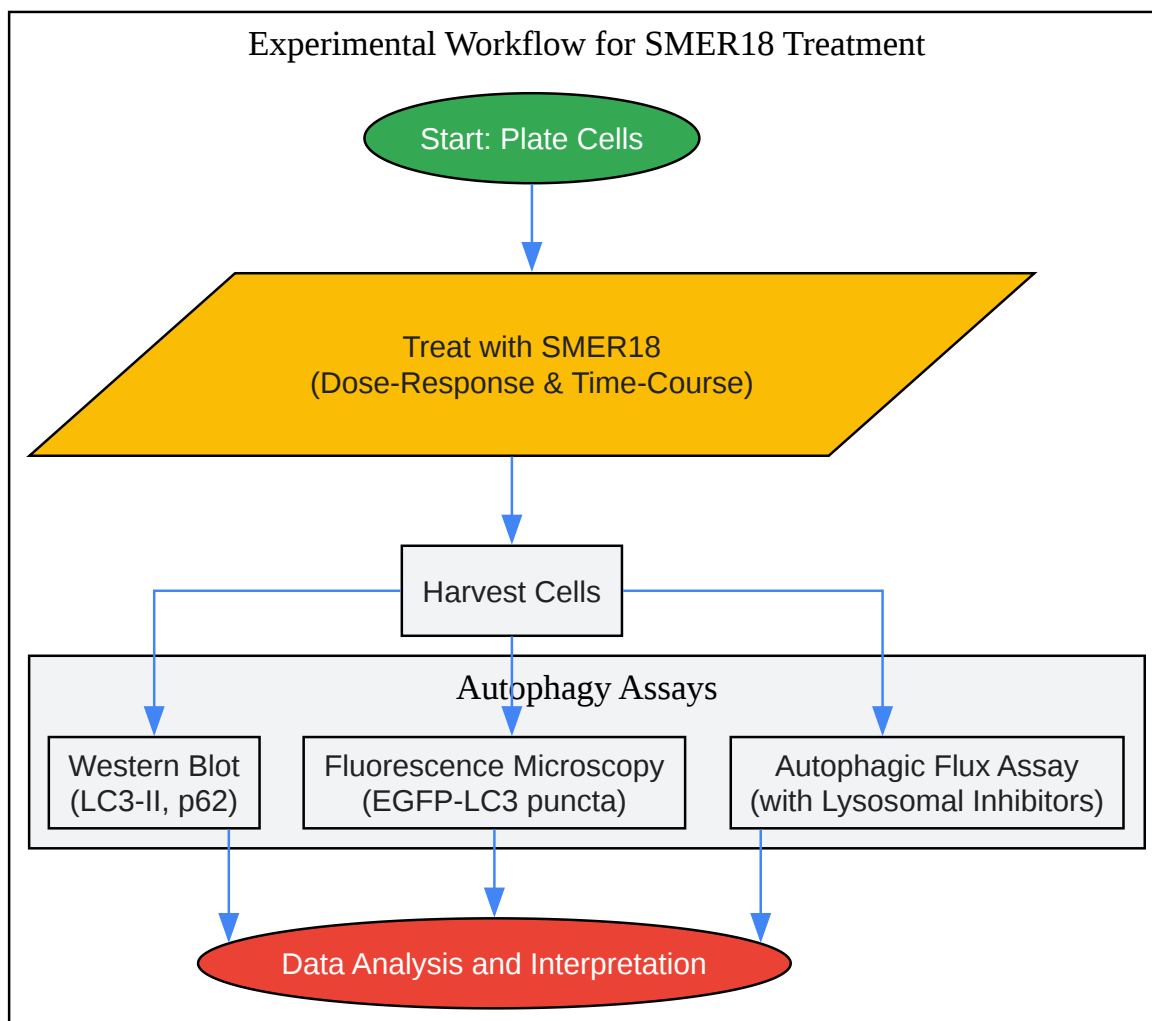 Experimental Workflow for SMER18 Treatment
Start: Plate Cells
Treat with SMER18
(Dose-Response & Time-Course)
Harvest Cells
Autophagy Assays
Western Blot
(LC3-II, p62)
Fluorescence Microscopy
(EGFP-LC3 puncta)
Autophagic Flux Assay
(with Lysosomal Inhibitors)
Data Analysis and Interpretation